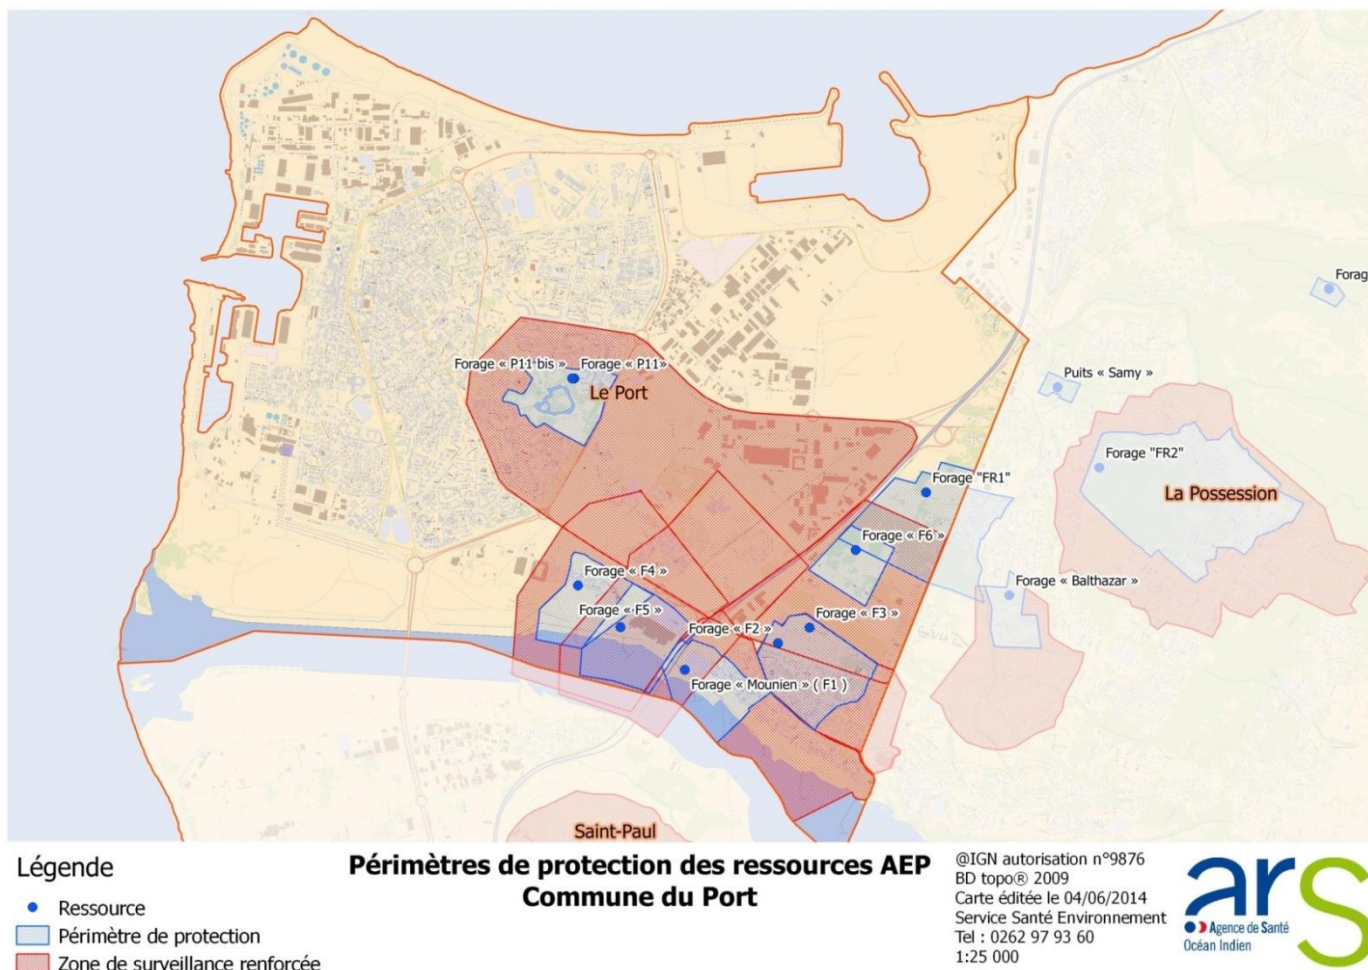 Forag
Puits « Samy »
Forage « P11 bis »
Forage « P11»
Le Port
Forage "FR2"
Forage "FR1"
La Possession
Forage « F6 »
Forage « F4 »
Forage « Balthazar »
Forage « F5 »
Forage « F3 »
Forage « F2 »
Forage « Mounien » ( F1 )
Saint-Paul
Légende
Ressource
Périmètre de protection
Zone de surveillance renforcée
Périmètres de protection des ressources AEP
Commune du Port
@IGN autorisation n°9876
BD topo® 2009
Carte éditée le 04/06/2014
Service Santé Environnement
Tel : 0262 97 93 60
1:25 000
ars
Agence de Santé
Océan Indien